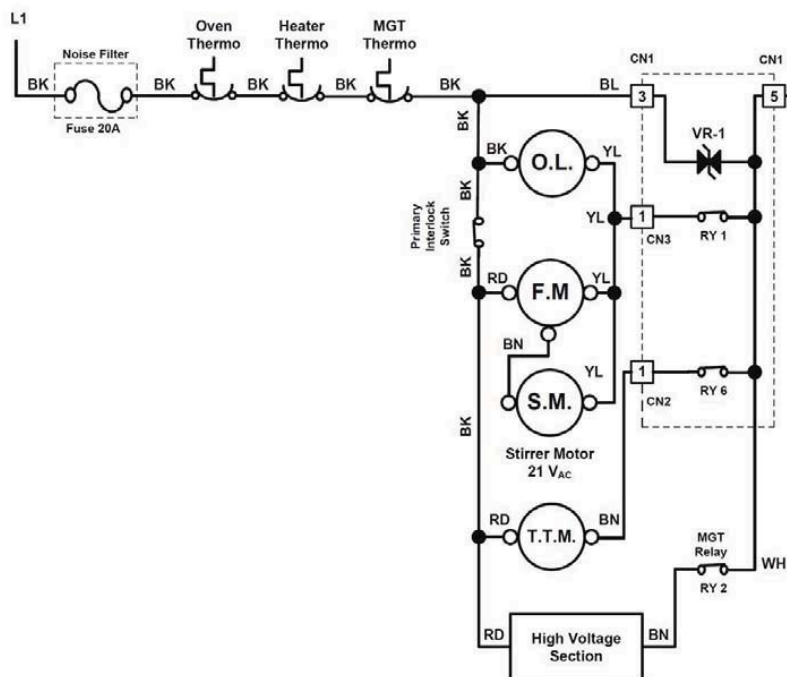 L1
Noise Filter
BK
Fuse 20A
BK
Oven
Thermo
BK
Heater
Thermo
BK
MGT
Thermo
BK
BL
CN1
3
CN1
5
VR-1
BK
BK
O.L.
YL
BK
Primary
Interlock
Switch
YL
1
CN3
RY 1
BK
RD
F.M
YL
BN
S.M.
YL
1
CN2
RY 6
Stirrer Motor
21 VAC
BK
RD
T.T.M.
BN
MGT
Relay
RY 2
WH
RD
High Voltage
Section
BN